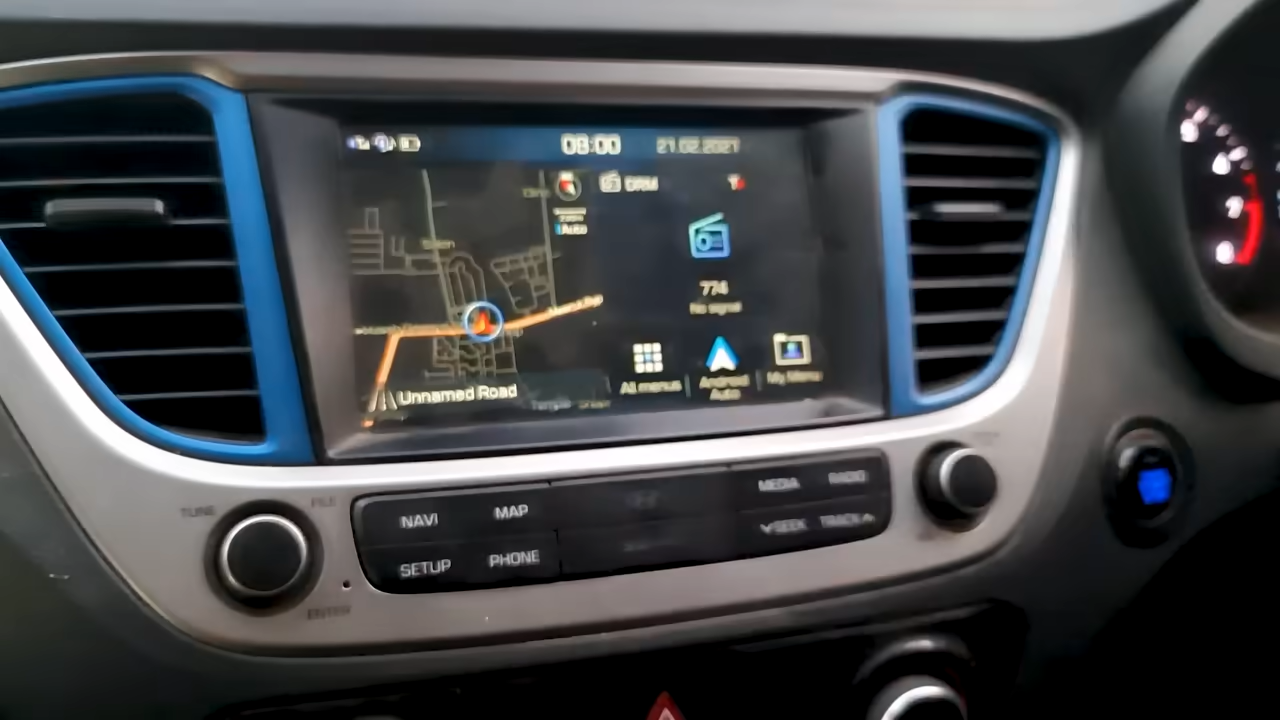 08:00
21.02.2021
DRM
Auto
774
No signal
Unnamed Road
All menus
Android
Auto
My Menu
TUNE
FILE
ENTER
NAVI
MAP
SETUP
PHONE
MEDIA
RADIO
SEEK
TRACK